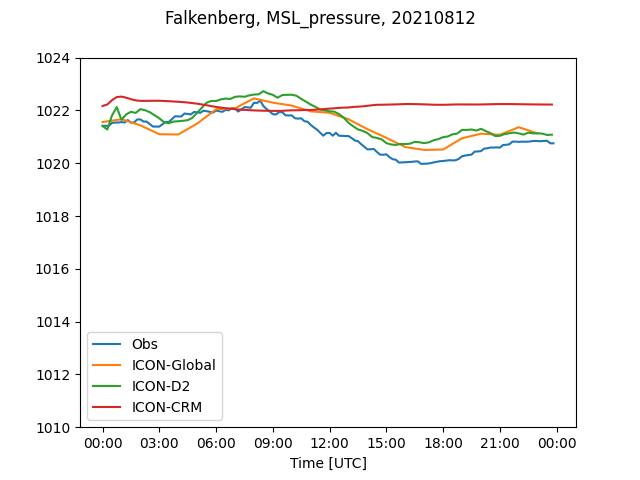 Falkenberg, MSL_pressure, 20210812
1024
1022
1020
1018
1016
1014
1012
1010
Obs
ICON-Global
ICON-D2
ICON-CRM
00:00 03:00 06:00 09:00 12:00 15:00 18:00 21:00 00:00
Time [UTC]